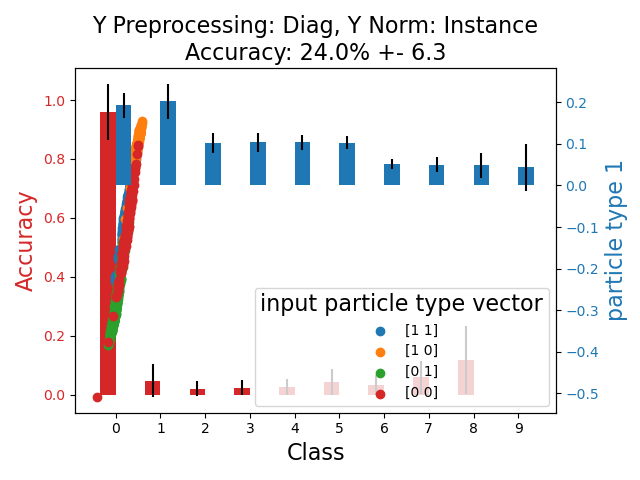 Y Preprocessing: Diag, Y Norm: Instance
Accuracy: 24.0% +- 6.3
1.0
0.8
0.6
0.4
0.2
0.0
Accuracy
0.2
0.1
0.0
−0.1
−0.2
−0.3
−0.4
−0.5
particle type 1
input particle type vector
[1 1]
[1 0]
[0 1]
[0 0]
0 1 2 3 4 5 6 7 8 9
Class